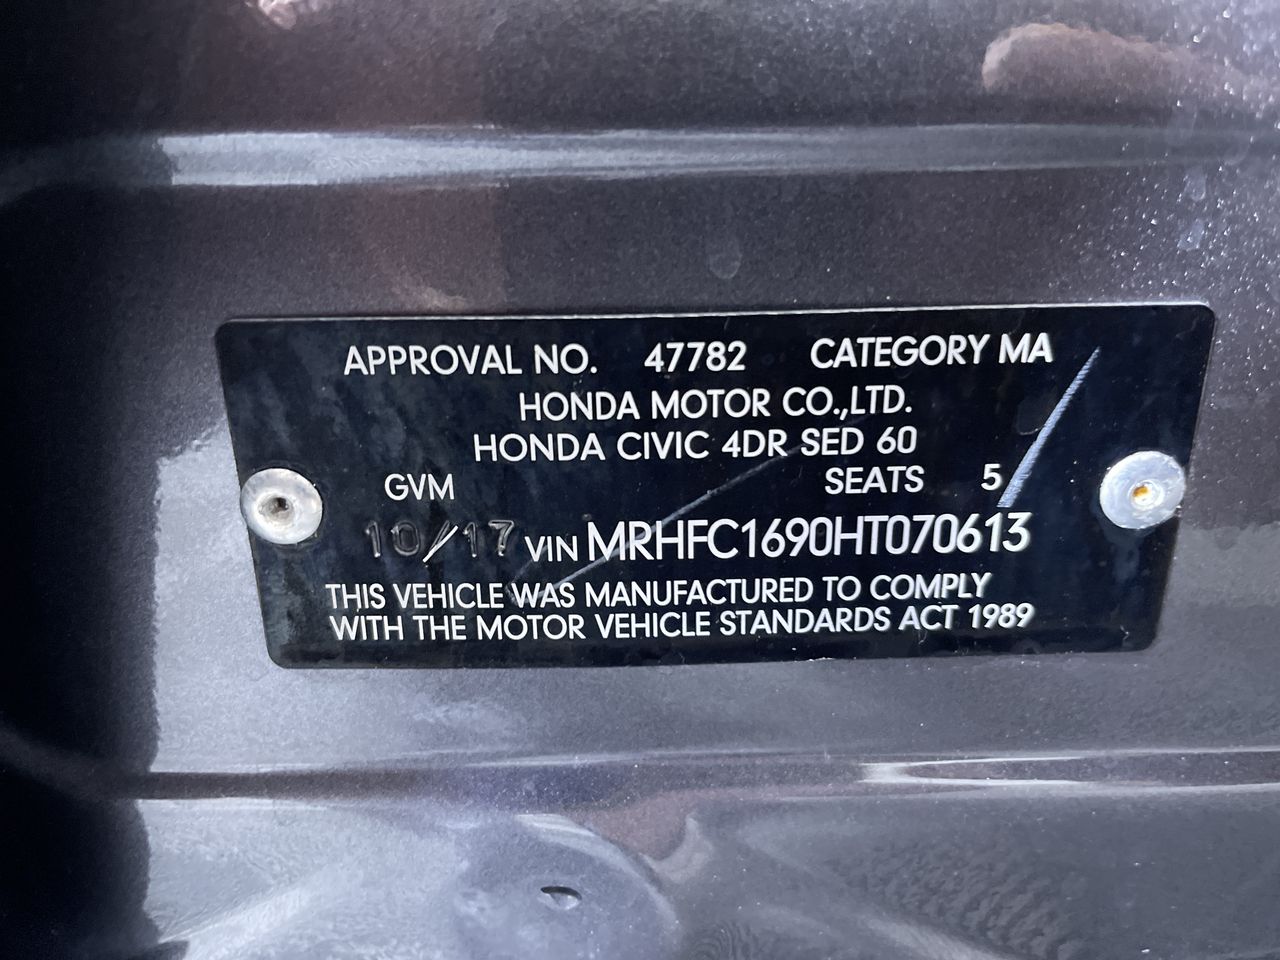 APPROVAL NO. 47782 CATEGORY MA
HONDA MOTOR CO.,LTD.
HONDA CIVIC 4DR SED 60
GVM SEATS 5
10/17 VIN MRHFC1690HT070613
THIS VEHICLE WAS MANUFACTURED TO COMPLY
WITH THE MOTOR VEHICLE STANDARDS ACT 1989